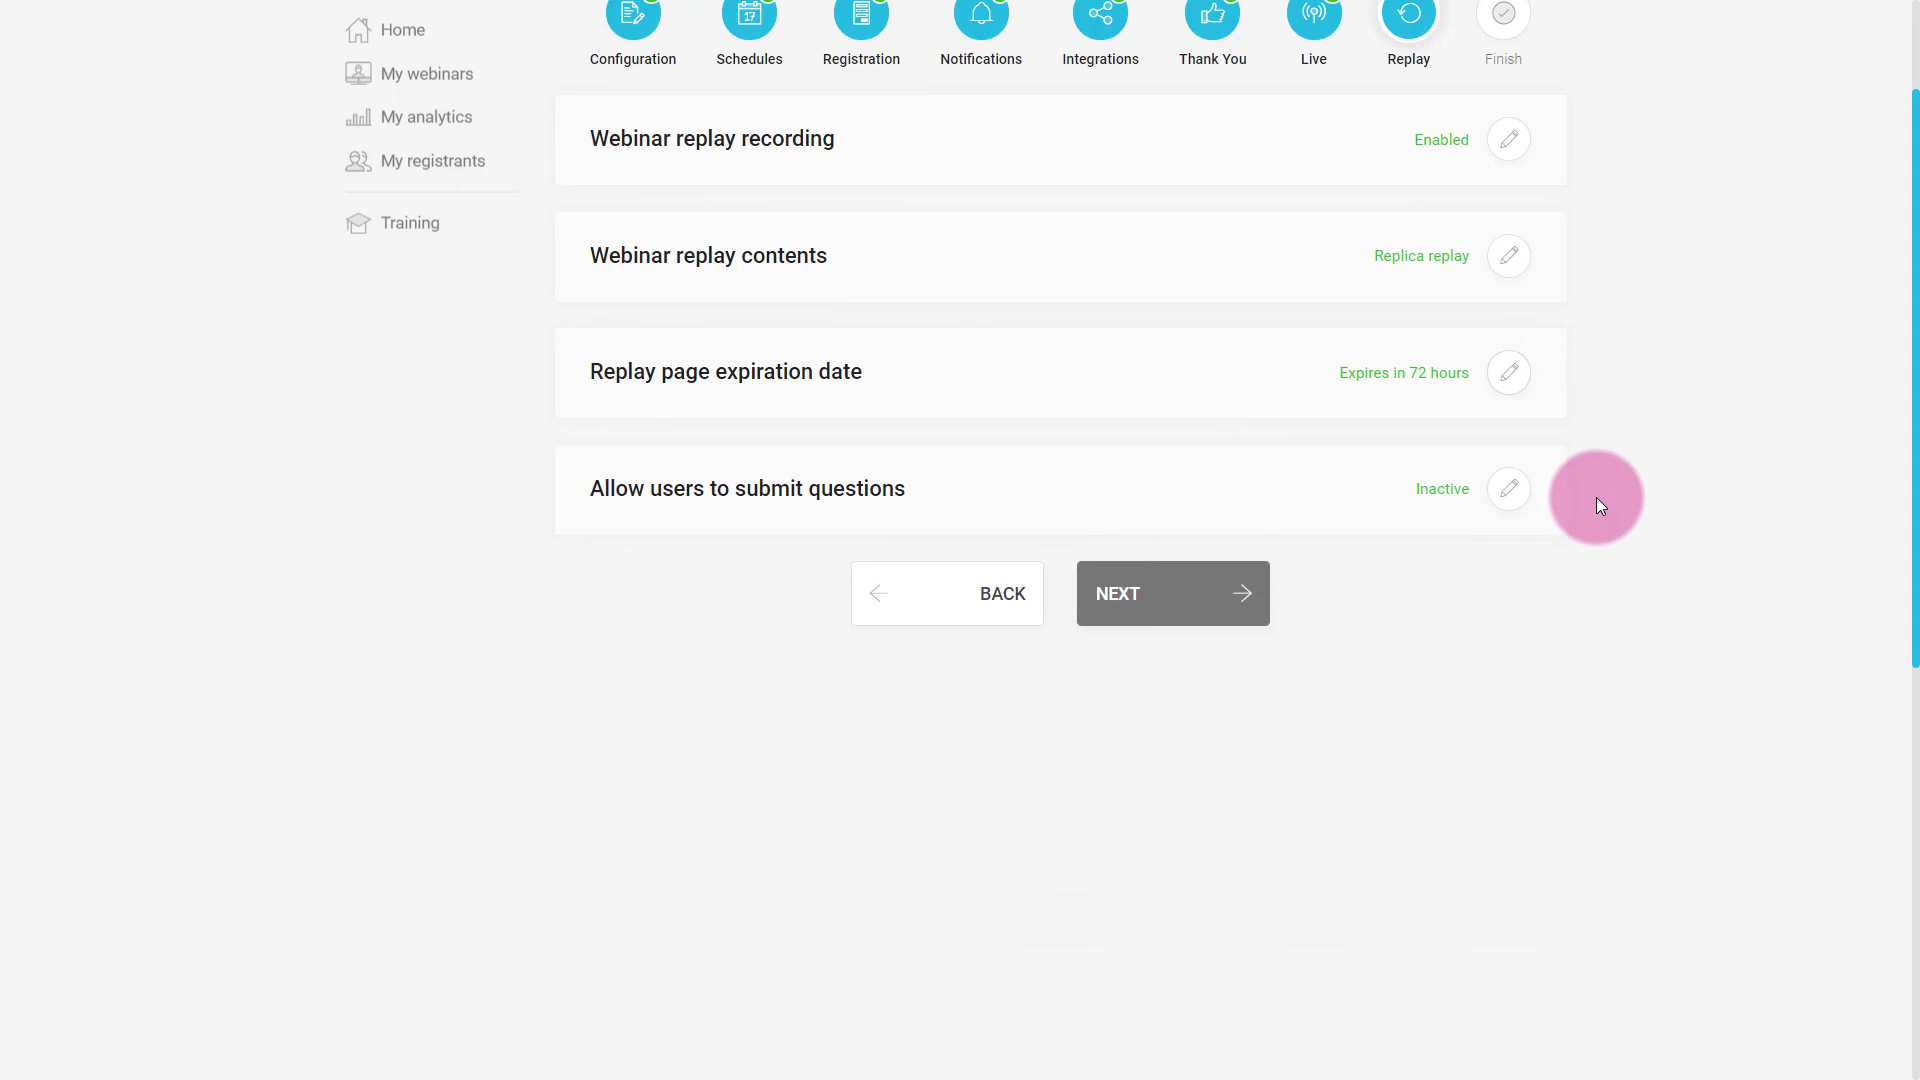 Home
My webinars
My analytics
My registrants
Training
17
Configuration
Schedules
Registration
Notifications
Integrations
Thank You
Live
Replay
Finish
Webinar replay recording
Enabled
Webinar replay contents
Replica replay
Replay page expiration date
Expires in 72 hours
Allow users to submit questions
Inactive
BACK
NEXT